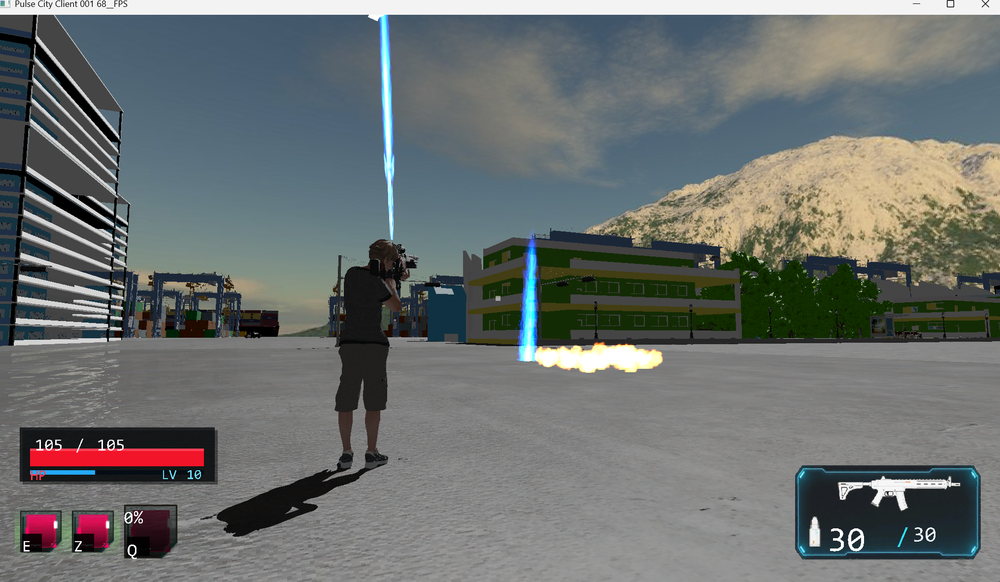 Pulse City Client 001 68__FPS
105 / 105
HP
LV 10
0%
E
Z
Q
30 / 30